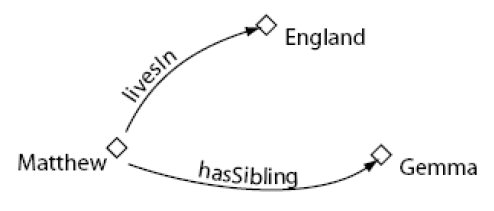 England
livesIn
Matthew
hasSibling
Gemma